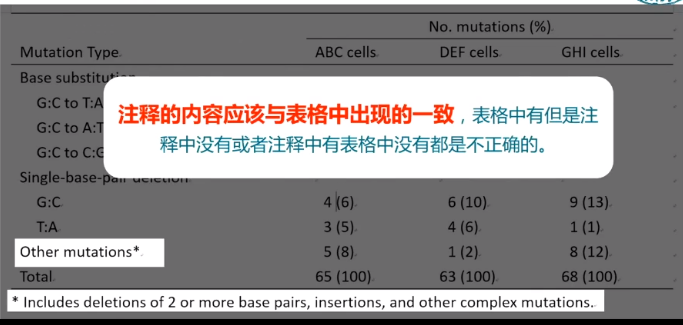 No. mutations (%)
Mutation Type ABC cells DEF cells GHI cells
Base substitution
G:C to T:A
G:C to A:T
G:C to C:G
注释的内容应该与表格中出现的一致，表格中有但是注
释中没有或者注释中有表格中没有都是不正确的。
Single-base-pair deletion
G:C 4 (6) 6 (10) 9 (13)
T:A 3 (5) 4 (6) 1 (1)
Other mutations* 5 (8) 1 (2) 8 (12)
Total 65 (100) 63 (100) 68 (100)
* Includes deletions of 2 or more base pairs, insertions, and other complex mutations.